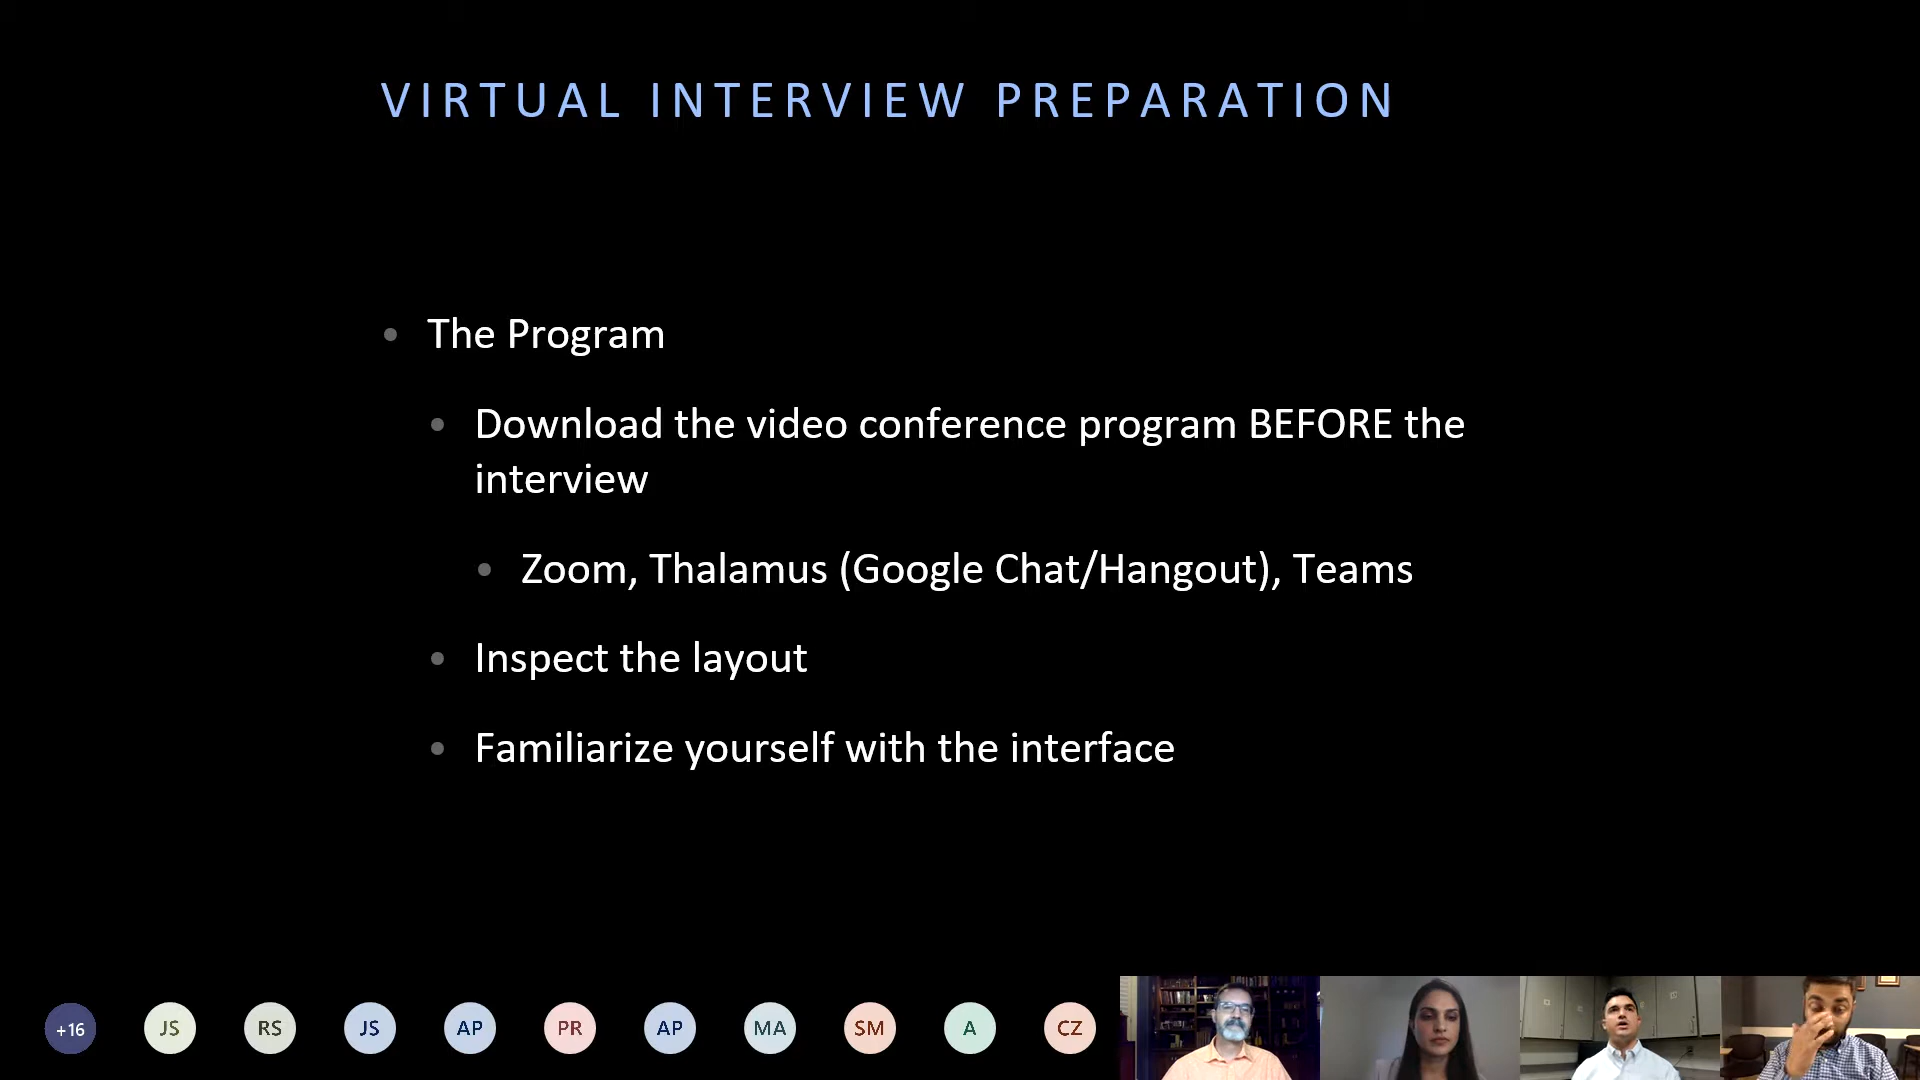 VIRTUAL INTERVIEW PREPARATION
The Program
Download the video conference program BEFORE the
interview
Zoom, Thalamus (Google Chat/Hangout), Teams
Inspect the layout
Familiarize yourself with the interface
+16 JS RS JS AP PR AP MA SM A CZ